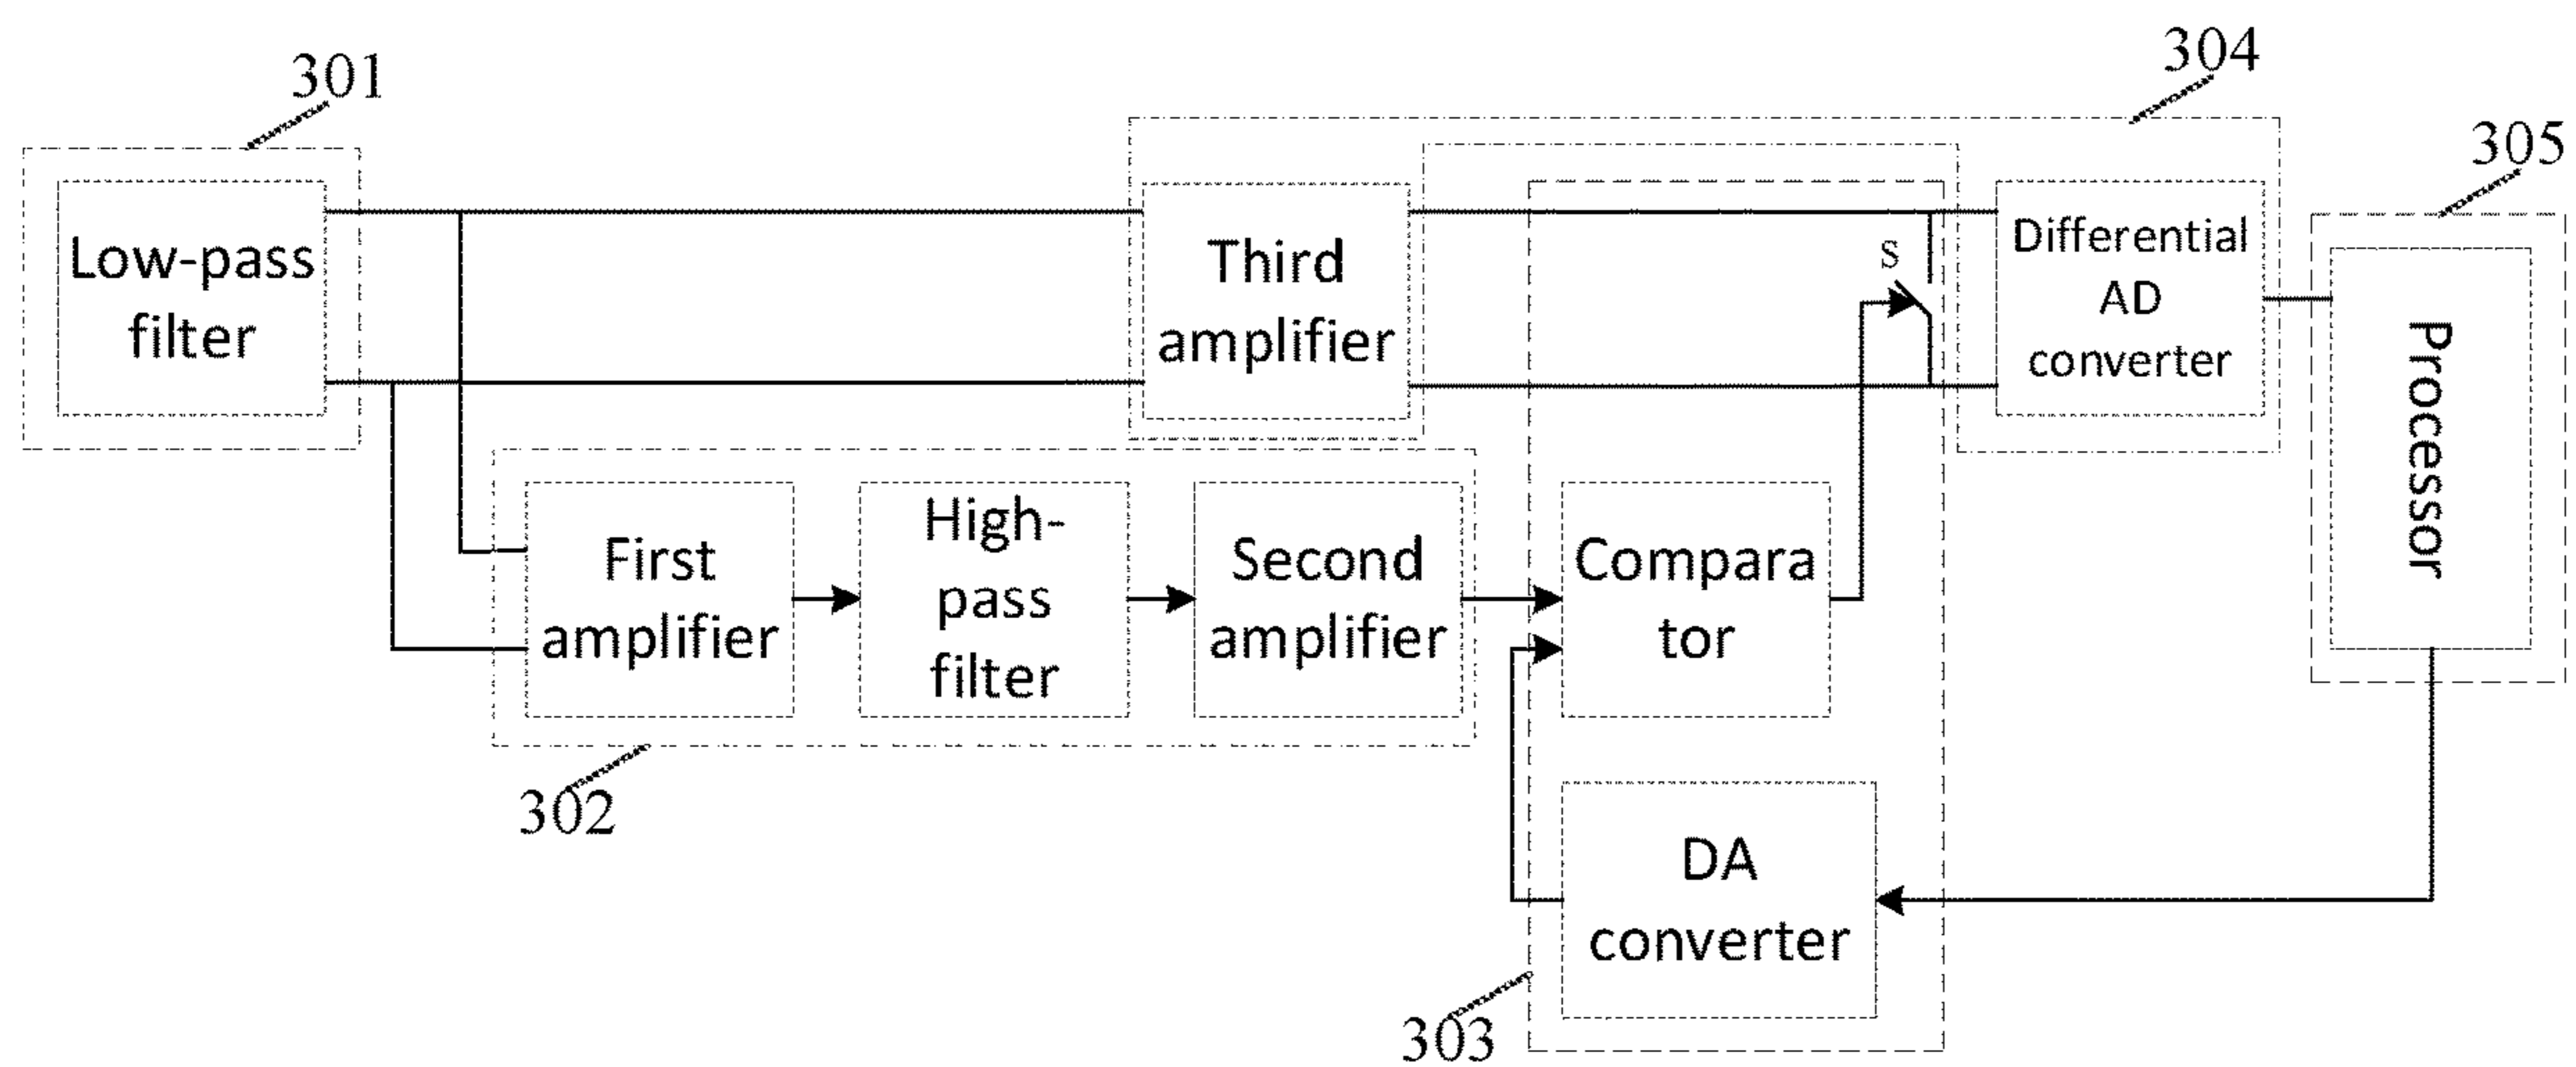 301
304
305
Low-pass
filter
Third
amplifier
S
Differential
AD
converter
Processor
First
amplifier
High-
pass
filter
Second
amplifier
Compara
tor
302
DA
converter
303